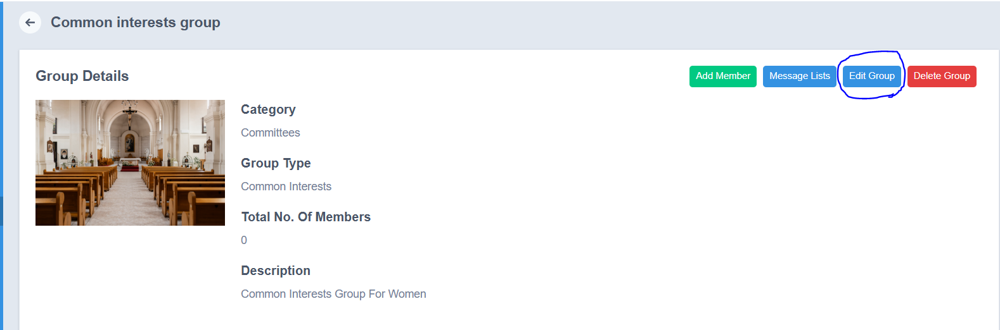 Common interests group
Group Details
Add Member Message Lists Edit Group Delete Group
Category
Committees
Group Type
Common Interests
Total No. Of Members
0
Description
Common Interests Group For Women